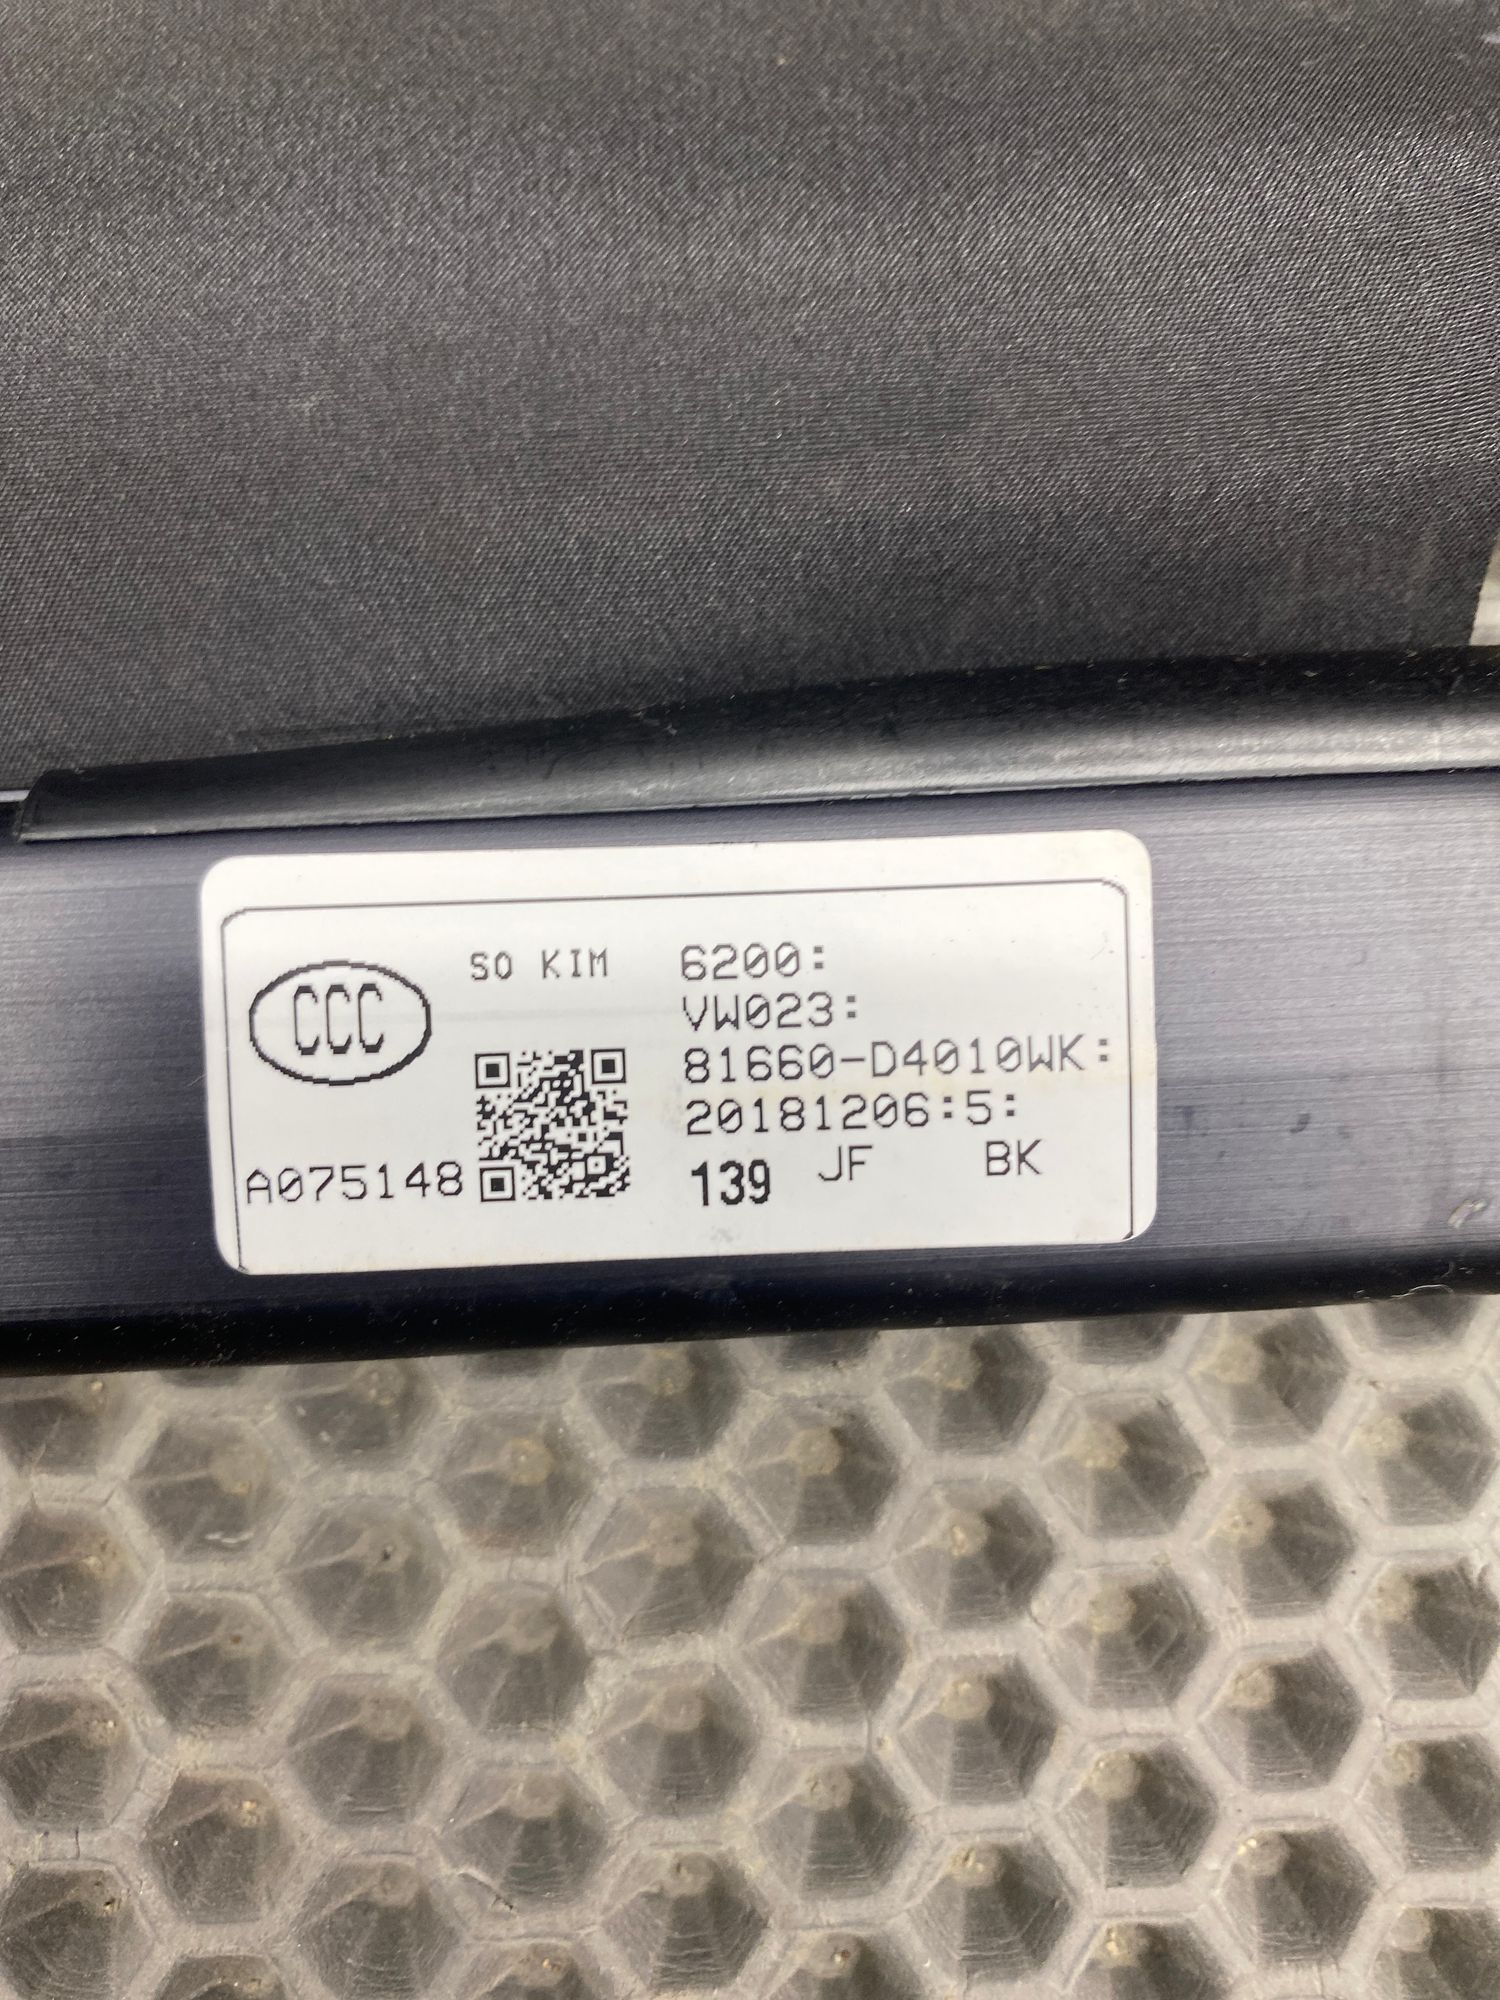 CCC
SO KIM
A075148
6200:
VW023:
81660-D4010WK:
20181206:5:
139 JF BK